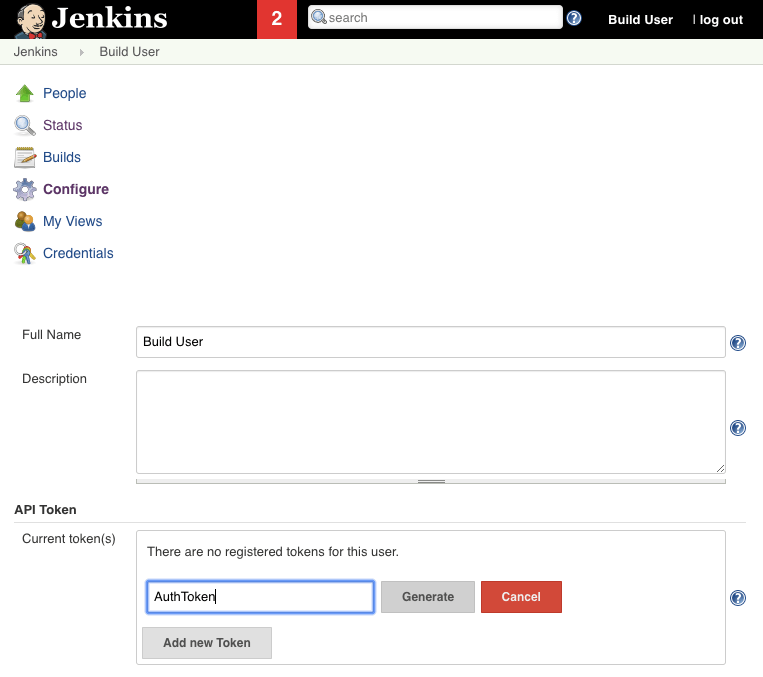 Jenkins 2 search Build User | log out
Jenkins Build User
People
Status
Builds
Configure
My Views
Credentials
Full Name Build User
Description
API Token
Current token(s) There are no registered tokens for this user.
AuthToken Generate Cancel
Add new Token